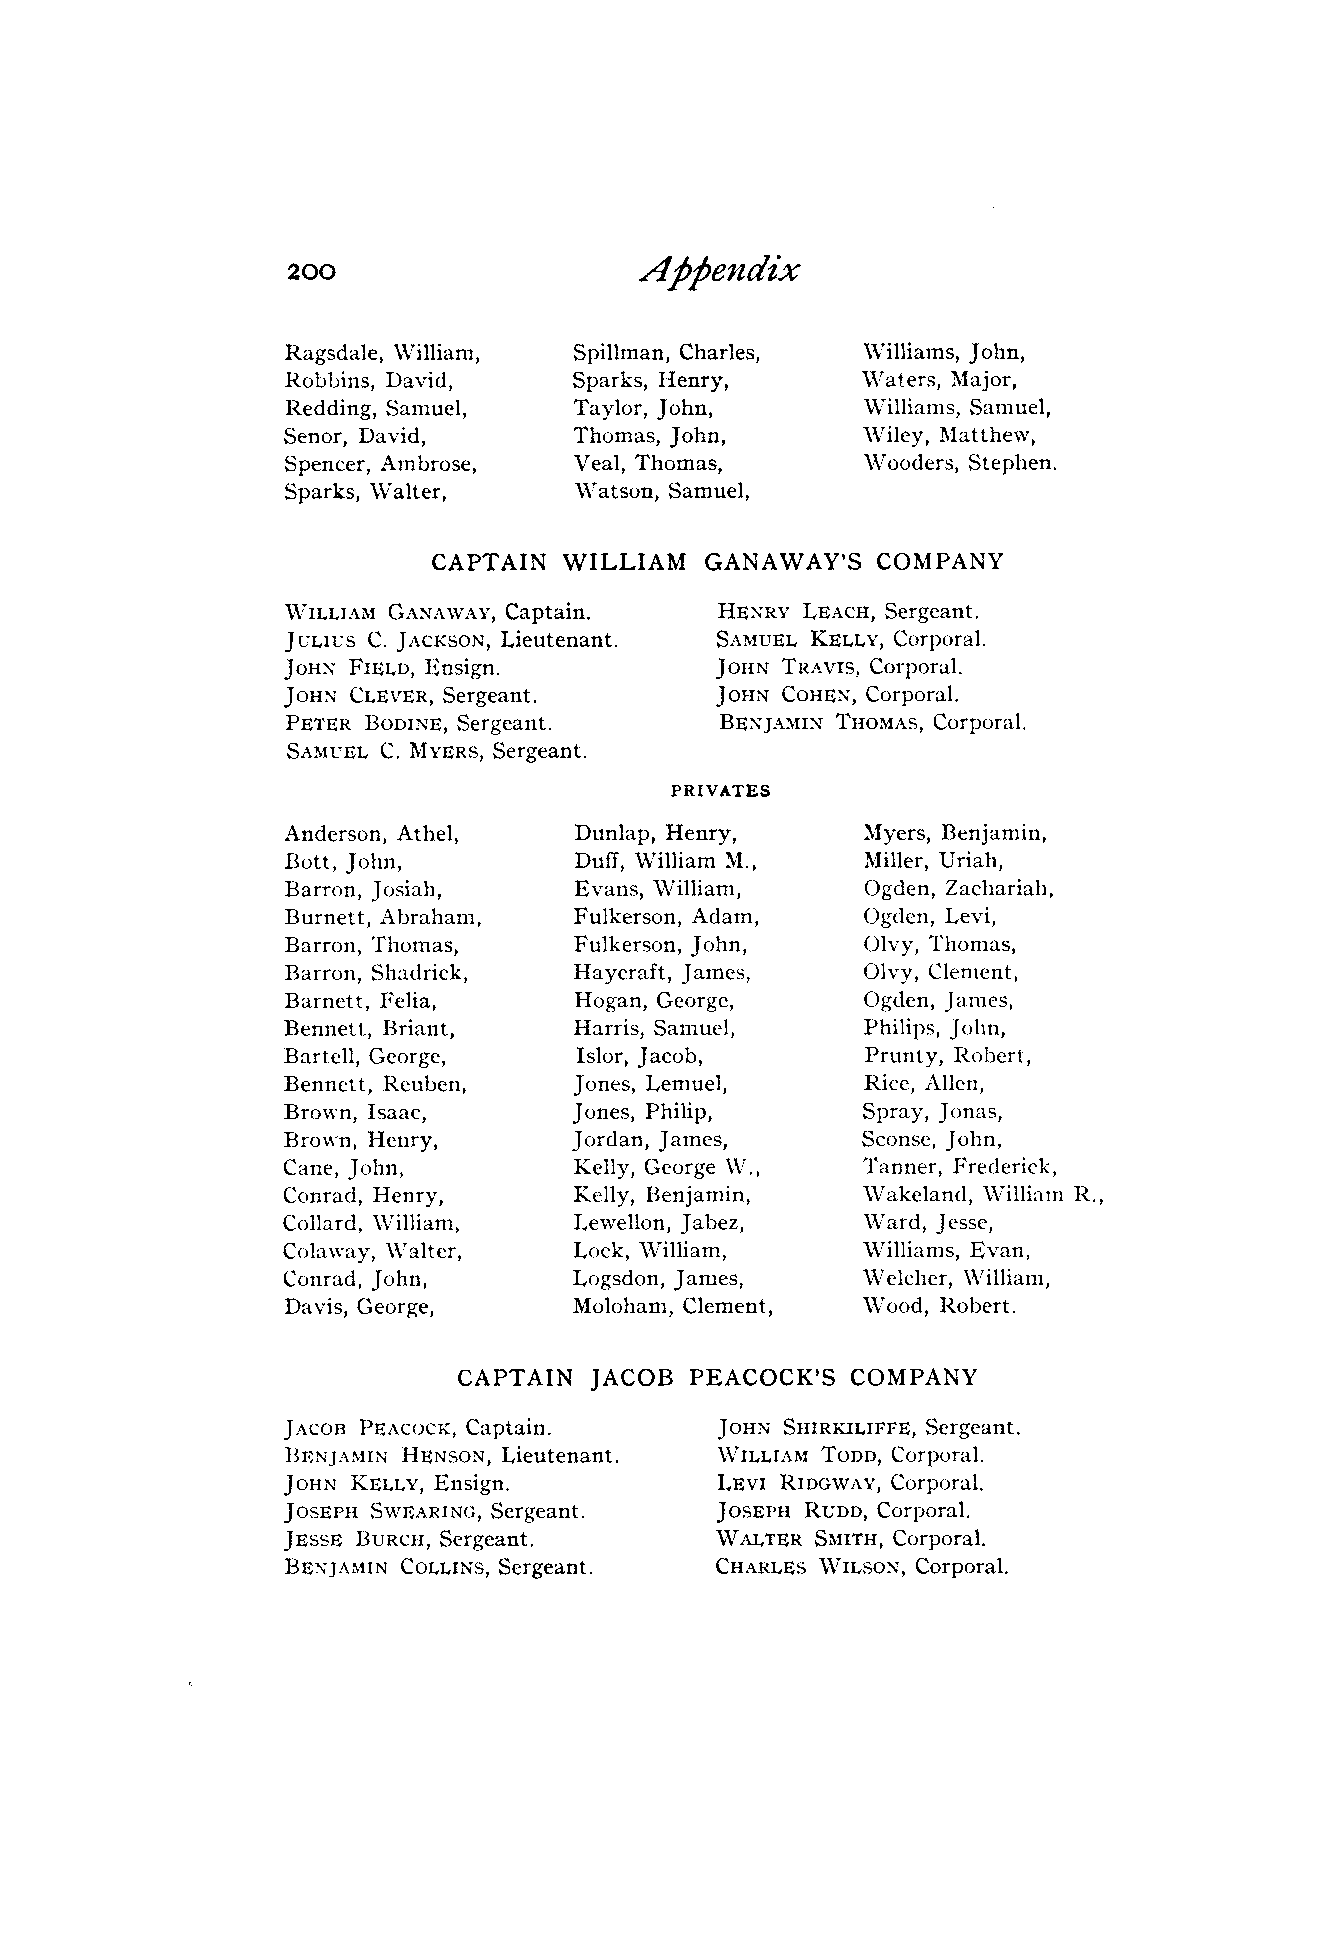 200 Appendix
Ragsdale, William,
Robbins, David,
Redding, Samuel,
Senor, David,
Spencer, Ambrose,
Sparks, Walter,
Spillman, Charles,
Sparks, Henry,
Taylor, John,
Thomas, John,
Veal, Thomas,
Watson, Samuel,
Williams, John,
Waters, Major,
Williams, Samuel,
Wiley, Matthew,
Wooders, Stephen.
CAPTAIN WILLIAM GANAWAY'S COMPANY
WILLIAM GANAWAY, Captain.
JULIUS C. JACKSON, Lieutenant.
JOHN FIELD, Ensign.
JOHN CLEVER, Sergeant.
PETER BODINE, Sergeant.
SAMUEL C. MYERS, Sergeant.
HENRY LEACH, Sergeant.
SAMUEL KELLY, Corporal.
JOHN TRAVIS, Corporal.
JOHN COHEN, Corporal.
BENJAMIN THOMAS, Corporal.
PRIVATES
Anderson, Athel,
Bott, John,
Barron, Josiah,
Burnett, Abraham,
Barron, Thomas,
Barron, Shadrick,
Barnett, Felia,
Bennett, Briant,
Bartell, George,
Bennett, Reuben,
Brown, Isaac,
Brown, Henry,
Cane, John,
Conrad, Henry,
Collard, William,
Colaway, Walter,
Conrad, John,
Davis, George,
Dunlap, Henry,
Duff, William M.,
Evans, William,
Fulkerson, Adam,
Fulkerson, John,
Haycraft, James,
Hogan, George,
Harris, Samuel,
Islor, Jacob,
Jones, Lemuel,
Jones, Philip,
Jordan, James,
Kelly, George W.,
Kelly, Benjamin,
Lewellon, Jabez,
Lock, William,
Logsdon, James,
Moloham, Clement,
Myers, Benjamin,
Miller, Uriah,
Ogden, Zachariah,
Ogden, Levi,
Olvy, Thomas,
Olvy, Clement,
Ogden, James,
Philips, John,
Prunty, Robert,
Rice, Allen,
Spray, Jonas,
Sconse, John,
Tanner, Frederick,
Wakeland, William R.,
Ward, Jesse,
Williams, Evan,
Welcher, William,
Wood, Robert.
CAPTAIN JACOB PEACOCK'S COMPANY
JACOB PEACOCK, Captain.
BENJAMIN HENSON, Lieutenant.
JOHN KELLY, Ensign.
JOSEPH SWEARING, Sergeant.
JESSE BURCH, Sergeant.
BENJAMIN COLLINS, Sergeant.
JOHN SHIRKILIFFE, Sergeant.
WILLIAM TODD, Corporal.
LEVI RIDGWAY, Corporal.
JOSEPH RUDD, Corporal.
WALTER SMITH, Corporal.
CHARLES WILSON, Corporal.